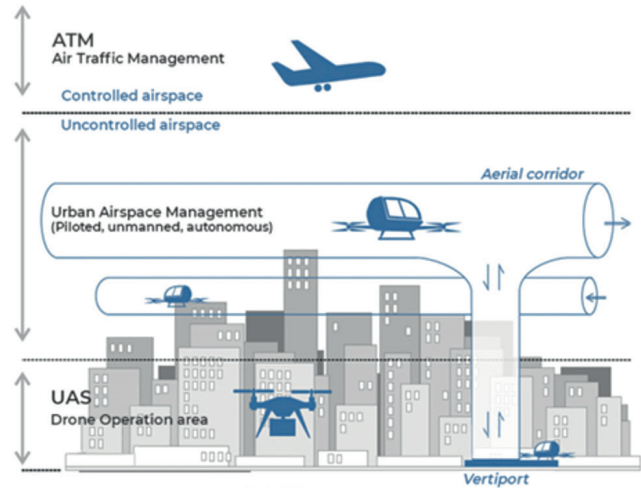 ATM
Air Traffic Management
Controlled airspace
Uncontrolled airspace
Aerial corridor
Urban Airspace Management
(Piloted, unmanned, autonomous)
UAS
Drone Operation area
Vertiport